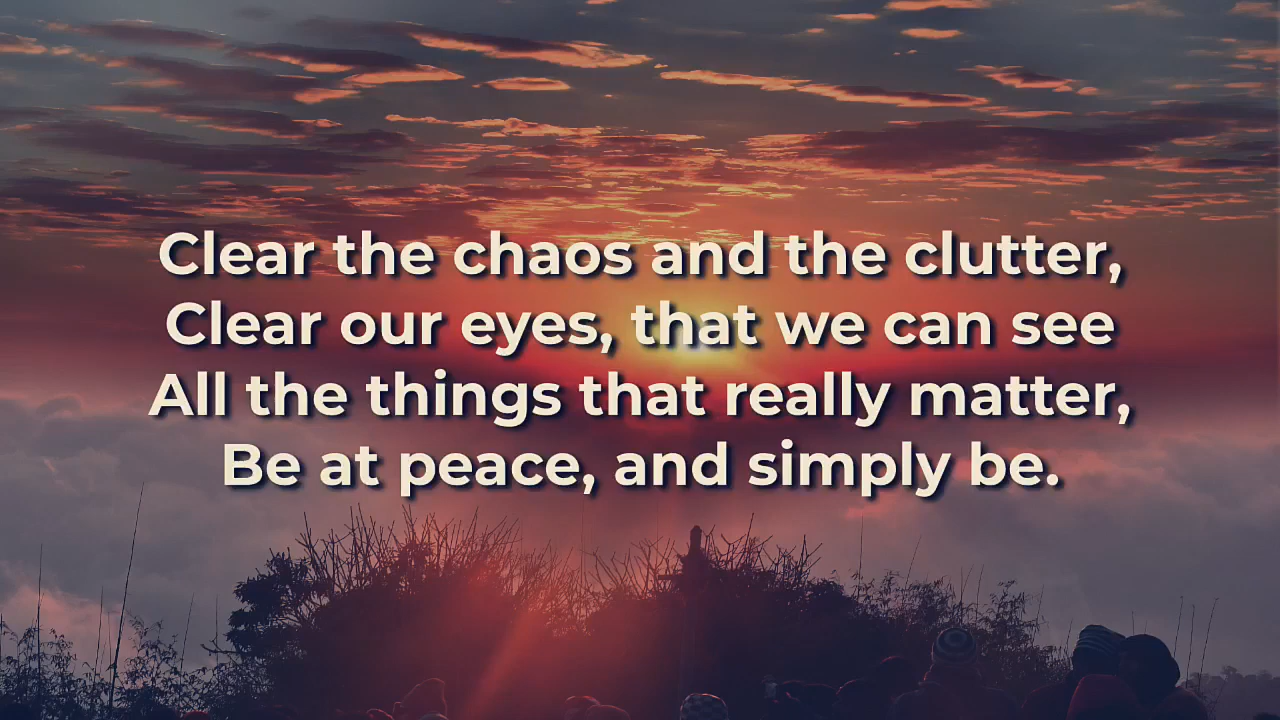 Clear the chaos and the clutter,
Clear our eyes, that we can see
All the things that really matter,
Be at peace, and simply be.